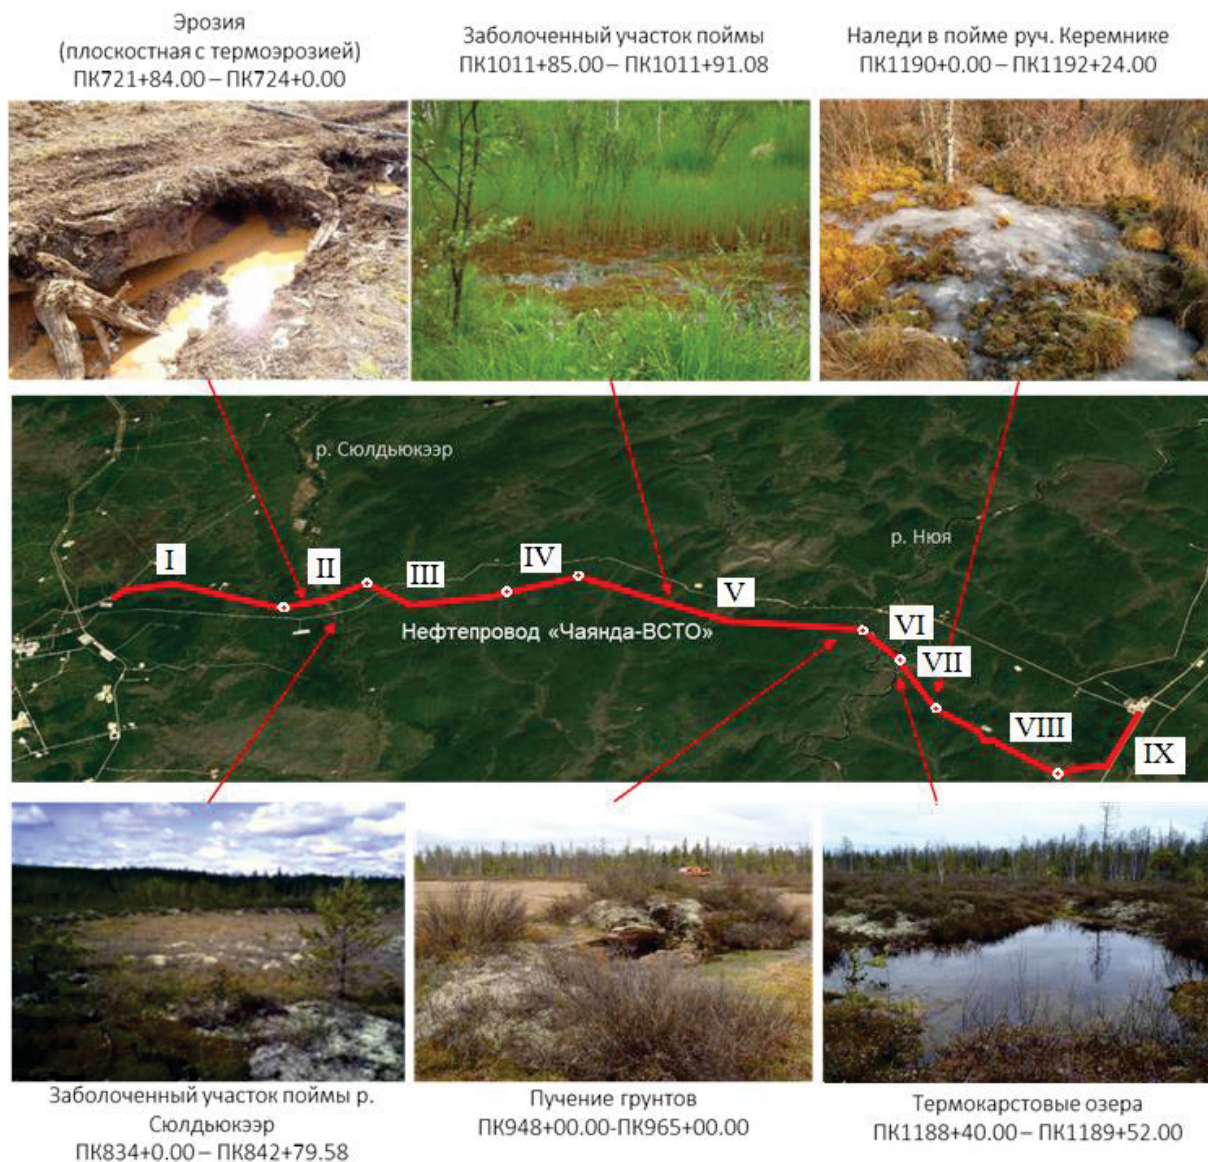 Эрозия
(плоскостная с термоэрозией)
ПК721+84.00 – ПК724+0.00
Заболоченный участок поймы
ПК1011+85.00 – ПК1011+91.08
Наледи в пойме руч. Керемнике
ПК1190+0.00 – ПК1192+24.00
р. Сюлдьюкээр
р. Нюя
I
II
III
IV
V
VI
VII
VIII
IX
Нефтепровод «Чаянда-ВСТО»
Заболоченный участок поймы р.
Сюлдьюкээр
ПК834+0.00 – ПК842+79.58
Пучение грунтов
ПК948+00.00-ПК965+00.00
Термокарстовые озера
ПК1188+40.00 – ПК1189+52.00